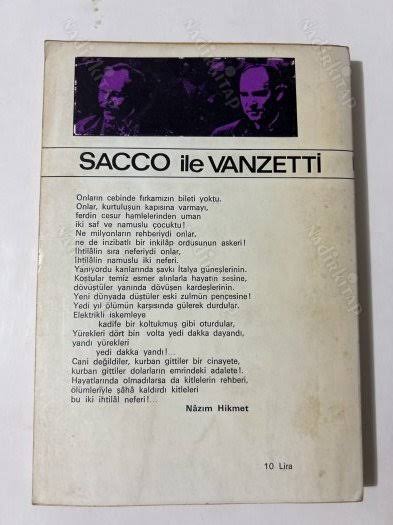 SACCO ile VANZETTİ
Onların cebinde fırkamızın bileti yoktu.
Onlar, kurtuluşun kapısına varmayı,
ferdin cesur hamlelerinden uman
iki saf ve namuslu çocuktu!
Ne milyonların rehberiydi onlar,
ne de inzibatlı bir inkılâp ordusunun askeri!
İhtilâlin sıra neferiydi onlar,
İhtilâlin namuslu iki neferi.
Yanıyordu kanlarında şavkı İtalya güneşlerinin.
Koştular temiz esmer alınlarla hayatın sesine,
dövüştüler yanında dövüşen kardeşlerinin.
Yeni dünyada düştüler eski zulmün pençesine!
Yedi yıl ölümün karşısında gülerek durdular.
Elektrikli iskemleye
kadife bir koltukmuş gibi oturdular,
Yürekleri dört bin volta yedi dakka dayandı,
yandı yürekleri
yedi dakka yandı!...
Cani değildiler, kurban gittiler bir cinayete,
kurban gittiler dolarların emrindeki adalete!.
Hayatlarında olmadılarsa da kitlelerin rehberi,
ölümleriyle şâhâ kaldırdı kitleleri
bu iki ihtilâl neferi!...
Nâzım Hikmet
10 Lira
NADİRKİTAP